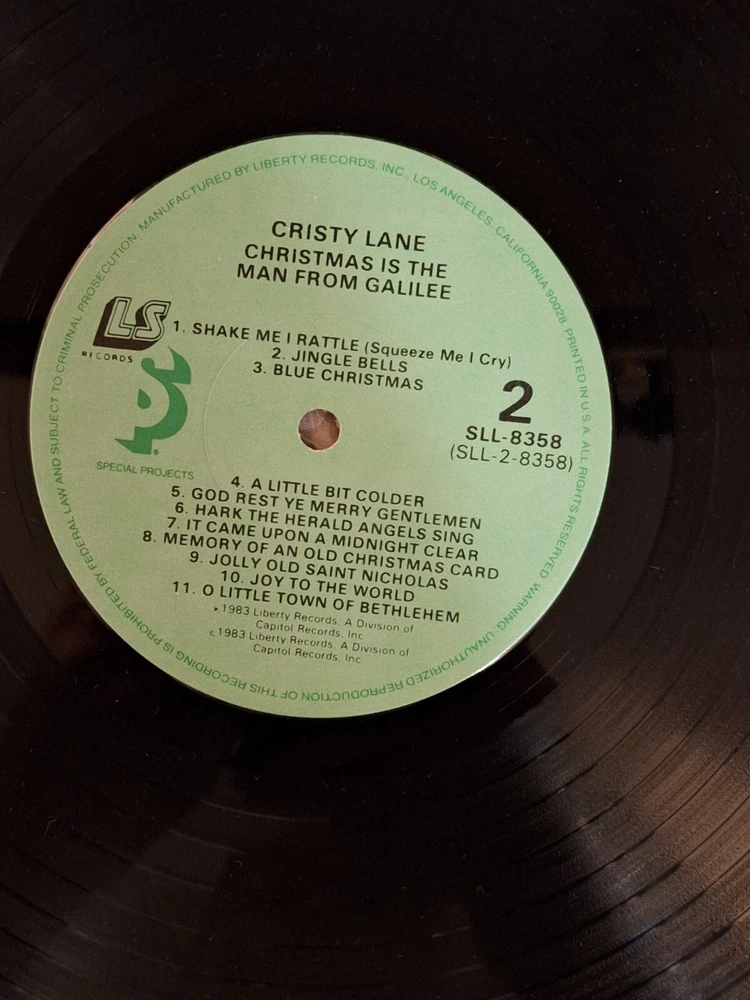 MANUFACTURED BY LIBERTY RECORDS. INC., LOS ANGELES, CALIFORNIA 90028. PRINTED IN U S A. ALL RIGHTS RESERVED. WARNING: UNAUTHORIZED REPRODUCTION OF THIS RECORDING IS PROHIBITED BY FEDERAL LAW AND SUBJECT TO CRIMINAL PROSECUTION.
CRISTY LANE
CHRISTMAS IS THE
MAN FROM GALILEE
LS
RECORDS
1. SHAKE ME I RATTLE (Squeeze Me I Cry)
2. JINGLE BELLS
3. BLUE CHRISTMAS
2
SLL-8358
(SLL-2-8358)
SPECIAL PROJECTS
4. A LITTLE BIT COLDER
5. GOD REST YE MERRY GENTLEMEN
6. HARK THE HERALD ANGELS SING
7. IT CAME UPON A MIDNIGHT CLEAR
8. MEMORY OF AN OLD CHRISTMAS CARD
9. JOLLY OLD SAINT NICHOLAS
10. JOY TO THE WORLD
11. O LITTLE TOWN OF BETHLEHEM
℗ 1983 Liberty Records, A Division of
Capitol Records, Inc
© 1983 Liberty Records, A Division of
Capitol Records, Inc